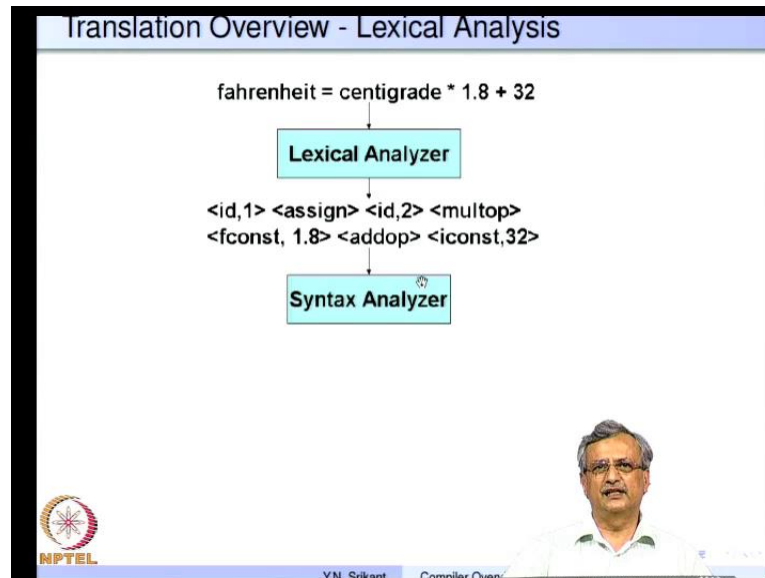 Translation Overview - Lexical Analysis
fahrenheit = centigrade * 1.8 + 32
Lexical Analyzer
<id,1> <assign> <id,2> <multop>
<fconst, 1.8> <addop> <iconst,32>
Syntax Analyzer
NPTEL
Y.N. Srikant Compiler